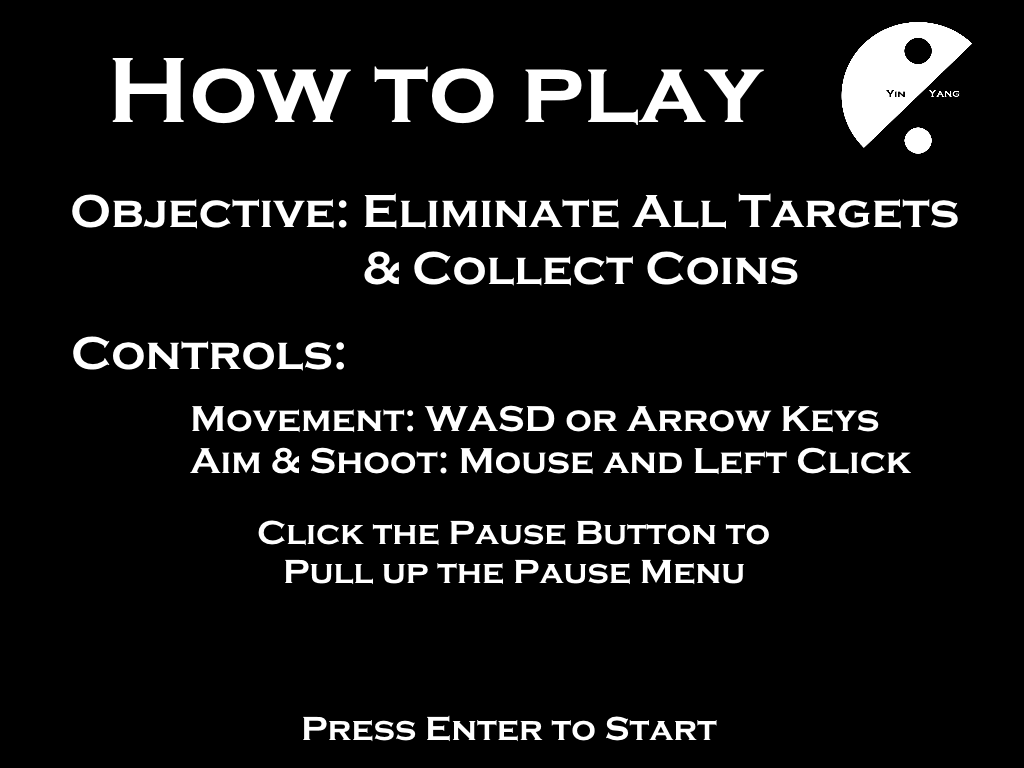 How to play
Yin Yang
Objective: Eliminate All Targets
& Collect Coins
Controls:
Movement: WASD or Arrow Keys
Aim & Shoot: Mouse and Left Click
Click the Pause Button to
Pull up the Pause Menu
Press Enter to Start